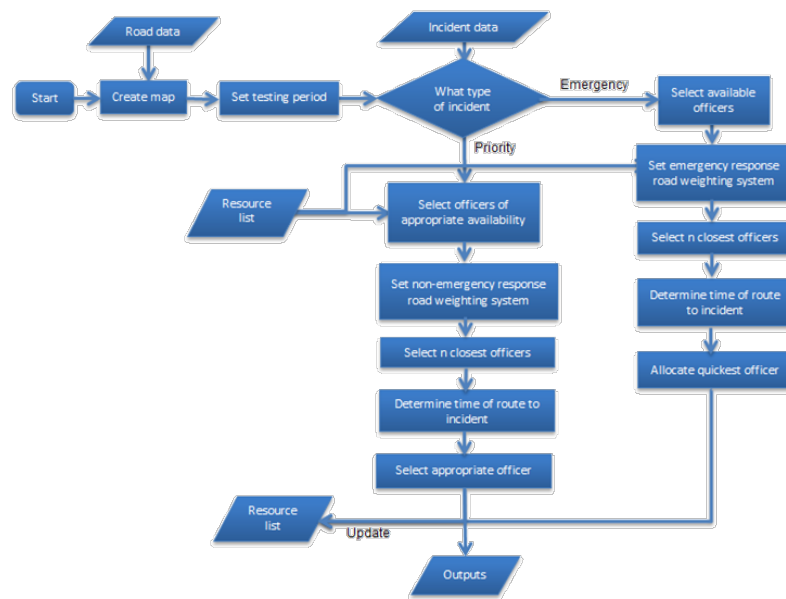 Road data
Incident data
Start
Create map
Set testing period
What type
of incident
Emergency
Select available
officers
Priority
Set emergency response
road weighting system
Resource
list
Select officers of
appropriate availability
Select n closest officers
Set non-emergency response
road weighting system
Determine time of route
to incident
Select n closest officers
Allocate quickest officer
Determine time of route to
incident
Select appropriate officer
Resource
list
Update
Outputs